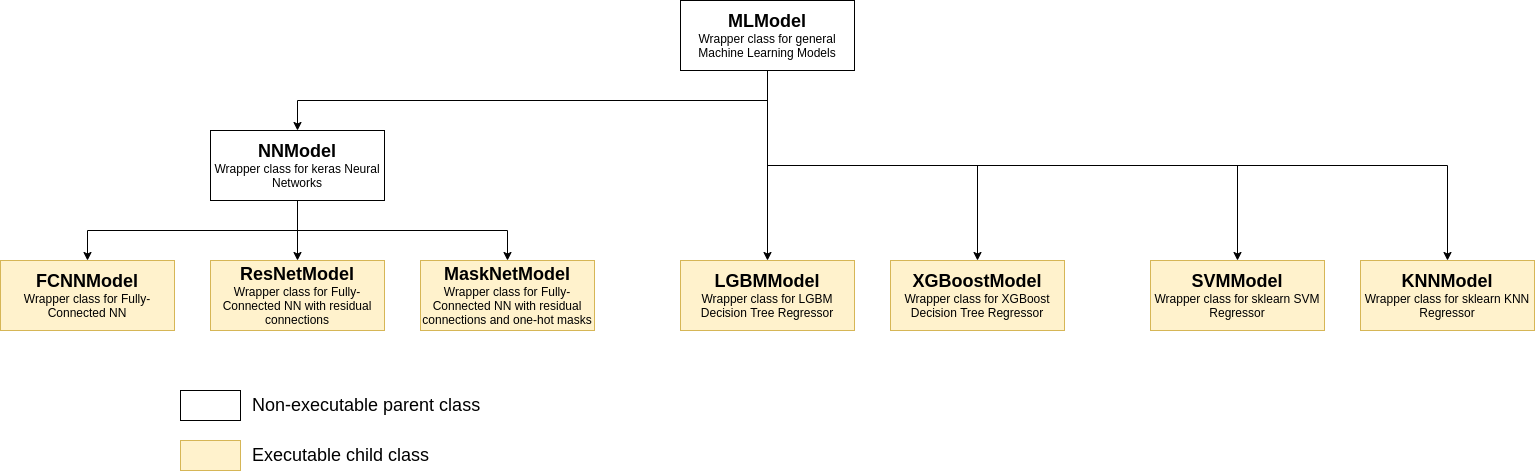 MLModel
Wrapper class for general
Machine Learning Models
NNModel
Wrapper class for keras Neural
Networks
FCNNModel
Wrapper class for Fully-
Connected NN
ResNetModel
Wrapper class for Fully-
Connected NN with residual
connections
MaskNetModel
Wrapper class for Fully-
Connected NN with residual
connections and one-hot masks
LGBMModel
Wrapper class for LGBM
Decision Tree Regressor
XGBoostModel
Wrapper class for XGBoost
Decision Tree Regressor
SVMModel
Wrapper class for sklearn SVM
Regressor
KNNModel
Wrapper class for sklearn KNN
Regressor
Non-executable parent class
Executable child class